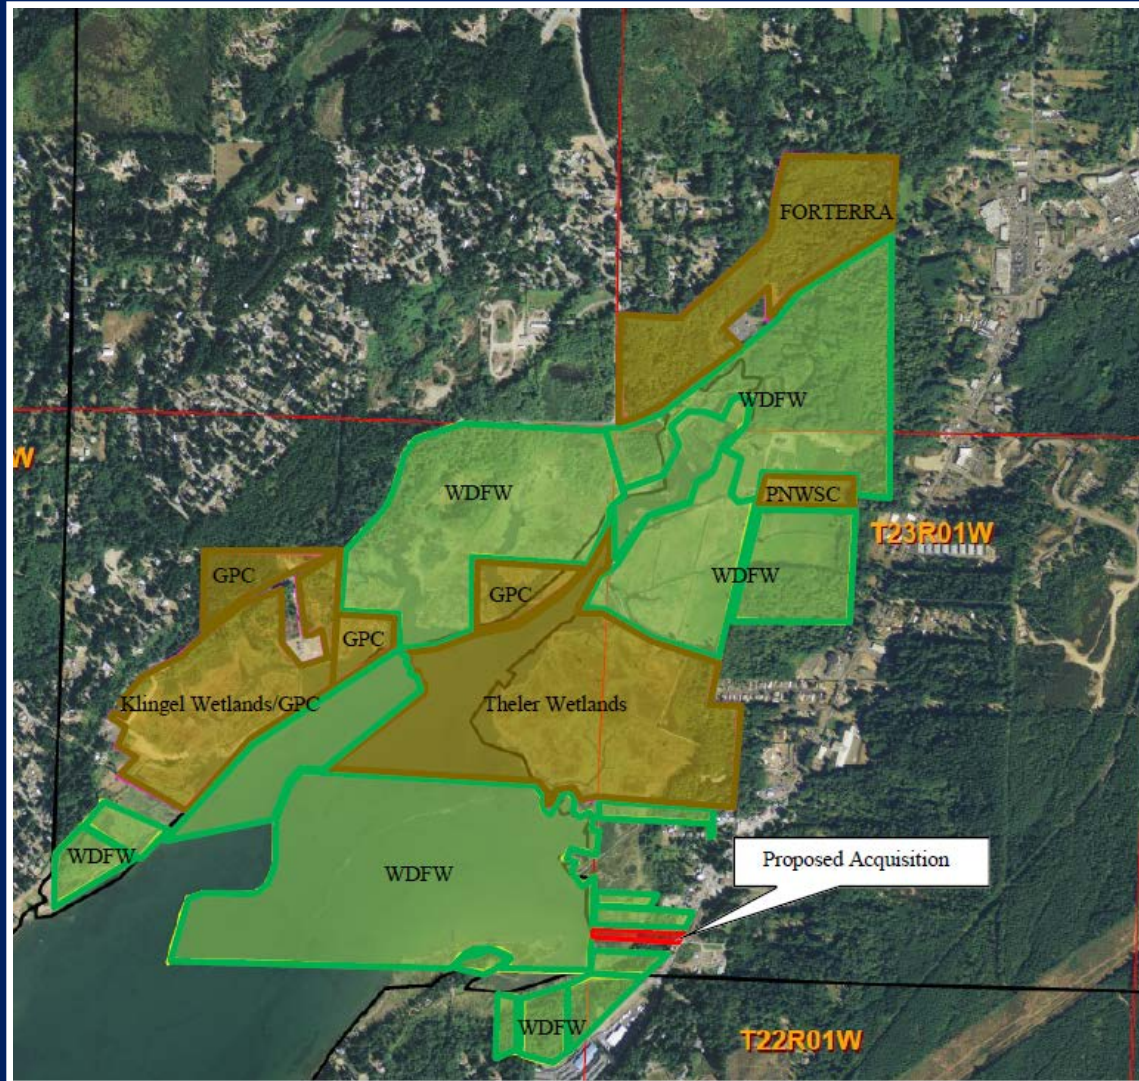 FORTERRA
WDFW
W
WDFW
PNWSC
T23R01W
GPC
WDFW
GPC
GPC
Klingel Wetlands/GPC
Theler Wetlands
WDFW
Proposed Acquisition
WDFW
WDFW
T22R01W